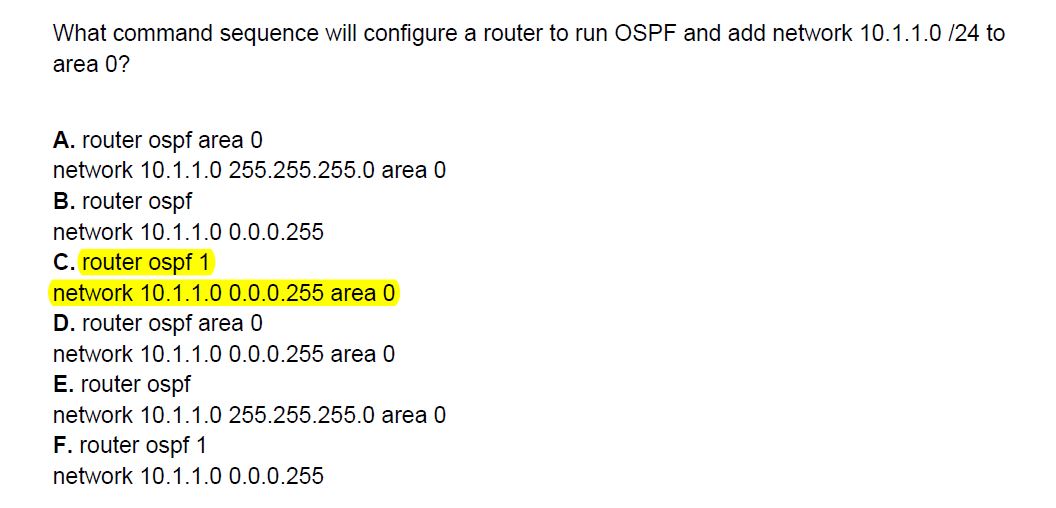 What command sequence will configure a router to run OSPF and add network 10.1.1.0 /24 to
area 0?
A. router ospf area 0
network 10.1.1.0 255.255.255.0 area 0
B. router ospf
network 10.1.1.0 0.0.0.255
C. router ospf 1
network 10.1.1.0 0.0.0.255 area 0
D. router ospf area 0
network 10.1.1.0 0.0.0.255 area 0
E. router ospf
network 10.1.1.0 255.255.255.0 area 0
F. router ospf 1
network 10.1.1.0 0.0.0.255